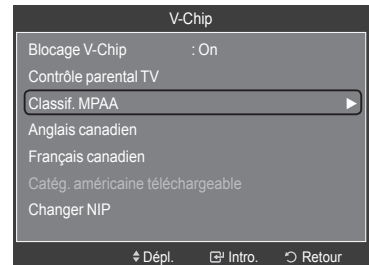 V-Chip
Blocage V-Chip : On
Contrôle parental TV
Classif. MPAA
Anglais canadien
Français canadien
Catég. américaine téléchargeable
Changer NIP
Dépl. Intro. Retour